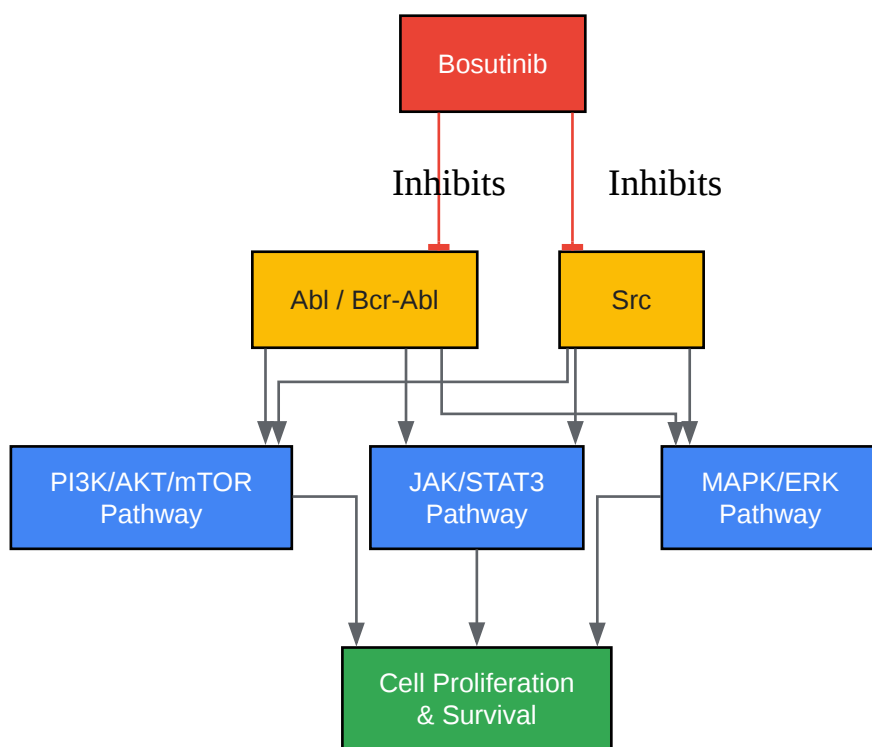 Bosutinib
Inhibits
Inhibits
Abl / Bcr-Abl
Src
PI3K/AKT/mTOR
Pathway
JAK/STAT3
Pathway
MAPK/ERK
Pathway
Cell Proliferation
& Survival